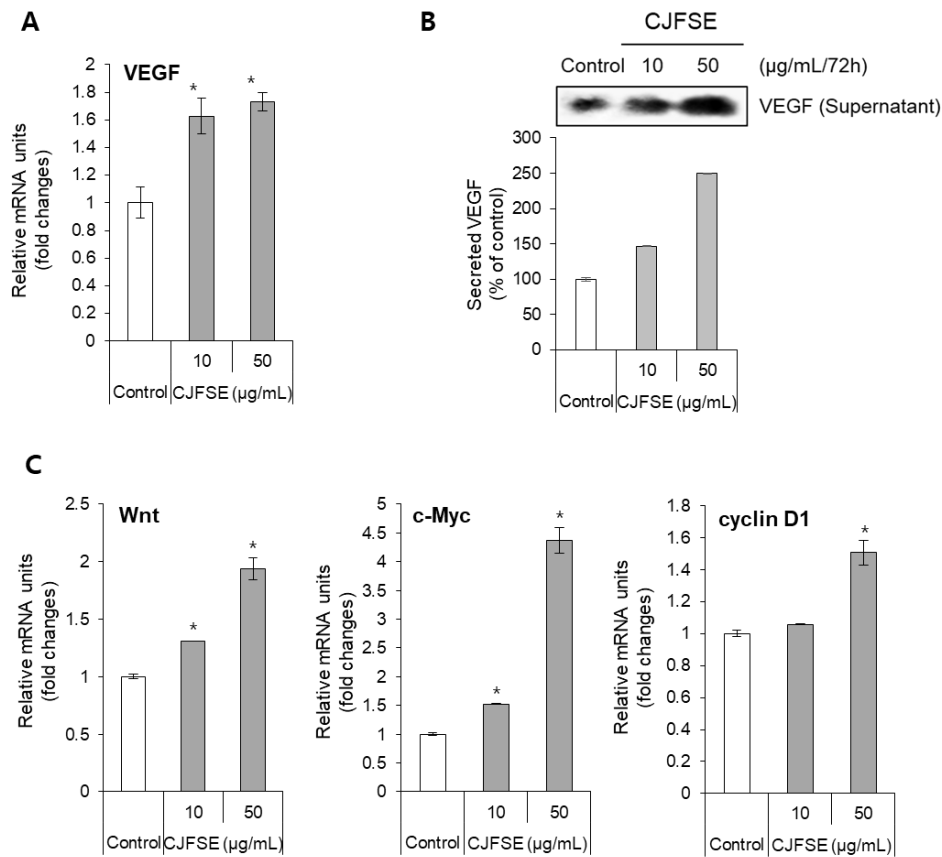 A
VEGF
Relative mRNA units
(fold changes)
2
1.8
1.6
1.4
1.2
1
0.8
0.6
0.4
0.2
0
*
*
10
50
Control
CJFSE (µg/mL)
B
CJFSE
Control
10
50
(µg/mL/72h)
VEGF (Supernatant)
Secreted VEGF
(% of control)
300
250
200
150
100
50
0
10
50
Control
CJFSE (µg/mL)
C
Wnt
Relative mRNA units
(fold changes)
2.5
2
1.5
1
0.5
0
*
*
10
50
Control
CJFSE (µg/mL)
c-Myc
Relative mRNA units
(fold changes)
5
4.5
4
3.5
3
2.5
2
1.5
1
0.5
0
*
*
10
50
Control
CJFSE (µg/mL)
cyclin D1
Relative mRNA units
(fold changes)
1.8
1.6
1.4
1.2
1
0.8
0.6
0.4
0.2
0
*
10
50
Control
CJFSE (µg/mL)